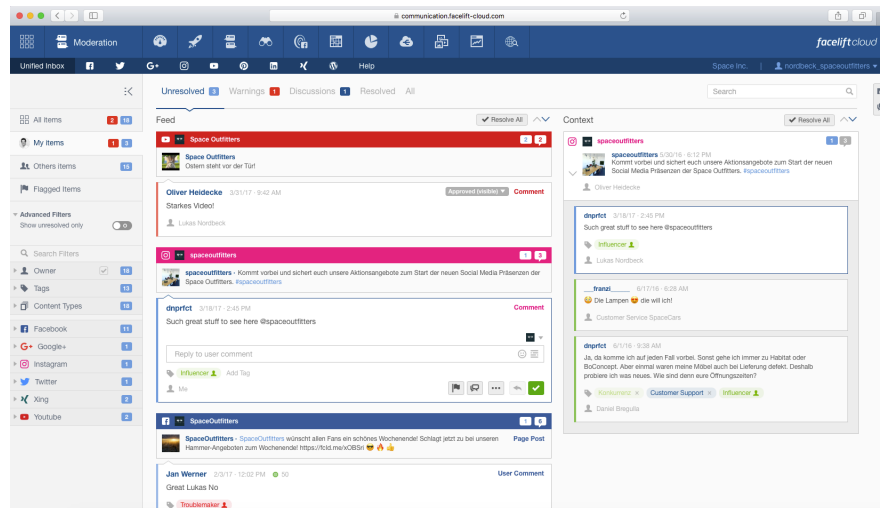 communication.facelift-cloud.com
Moderation
faceliftcloud
Unified Inbox
G+
Help
Space Inc. | nordbeck_spaceoutfitters
Unresolved 3 Warnings 1 Discussions 1 Resolved All
Search
All items 2 18
My items 1 3
Others items 15
Flagged Items
Advanced Filters
Show unresolved only
Search Filters
Owner 18
Tags 13
Content Types 18
Facebook 11
G+ Google+ 1
Instagram 1
Twitter 1
Xing 2
Youtube 2
Feed
Resolve All
Space Outfitters 2 2
Space Outfitters
Ostern steht vor der Tür!
Oliver Heidecke 3/31/17 - 9:42 AM Approved (visible) Comment
Starkes Video!
Lukas Nordbeck
spaceoutfitters 1 3
spaceoutfitters - Kommt vorbei und sichert euch unsere Aktionsangebote zum Start der neuen Social Media Präsenzen der
Space Outfitters. #spaceoutfitters
dnprfct 3/18/17 - 2:45 PM Comment
Such great stuff to see here @spaceoutfitters
Reply to user comment
Influencer Add Tag
Me
SpaceOutfitters 1 6
SpaceOutfitters - SpaceOutfitters wünscht allen Fans ein schönes Wochenende! Schlagt jetzt zu bei unseren Page Post
Hammer-Angeboten zum Wochenende! https://fcld.me/xOBSri 😎 🔥 👍
Jan Werner 2/3/17 - 12:02 PM 50 User Comment
Great Lukas No
Troublemaker
Context
Resolve All
spaceoutfitters 1 3
spaceoutfitters 5/30/16 - 6:12 PM
Kommt vorbei und sichert euch unsere Aktionsangebote zum Start der neuen
Social Media Präsenzen der Space Outfitters. #spaceoutfitters
Oliver Heidecke
dnprfct 3/18/17 - 2:45 PM
Such great stuff to see here @spaceoutfitters
Influencer
Lukas Nordbeck
__franzi_____ 6/17/16 - 6:28 AM
Die Lampen 😍 die will ich!
Customer Service SpaceCars
dnprfct 6/1/16 - 9:38 AM
Ja, da komme ich auf jeden Fall vorbei. Sonst gehe ich immer zu Habitat oder
BoConcept. Aber einmal waren meine Möbel auch bei Lieferung defekt. Deshalb
probiere ich was neues. Wie sind denn eure Öffnungszeiten?
Konkurrenz × Customer Support × Influencer
Daniel Bregulla